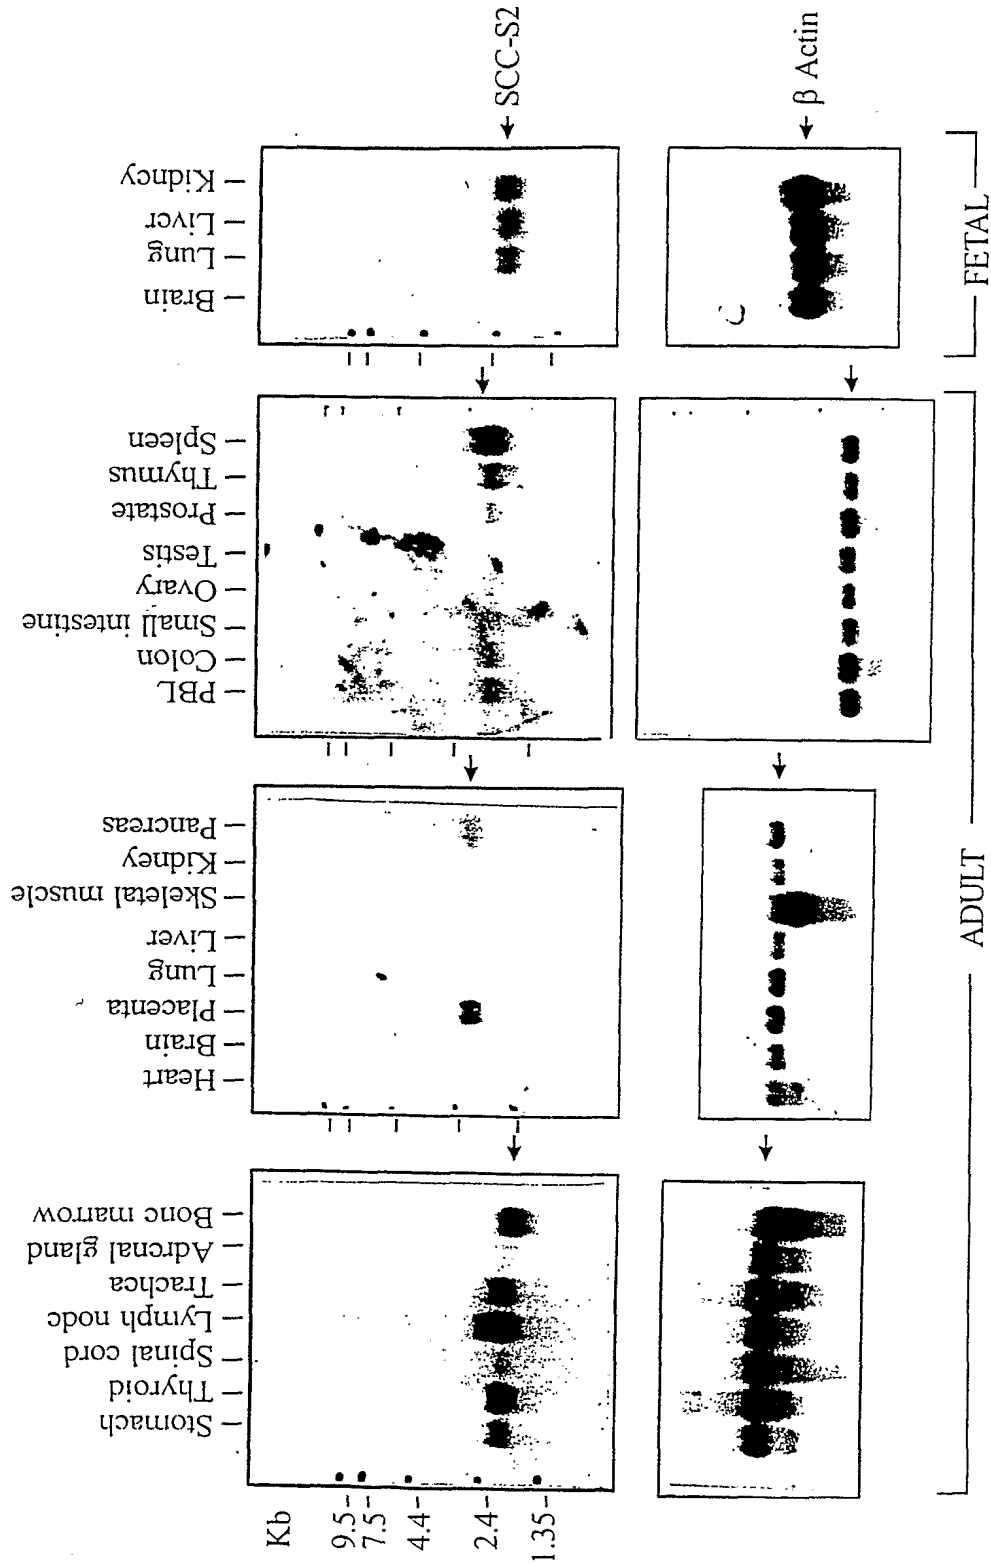 Kb
9.5-
7.5-
4.4-
2.4-
1.35-
Stomach
Thyroid
Spinal cord
Lymph node
Trachea
Adrenal gland
Bone marrow
Heart
Brain
Placenta
Lung
Liver
Skeletal muscle
Kidney
Pancreas
PBL
Colon
Small intestine
Ovary
Testis
Prostate
Thymus
Spleen
Brain
Lung
Liver
Kidney
SCC-S2
β Actin
ADULT
FETAL